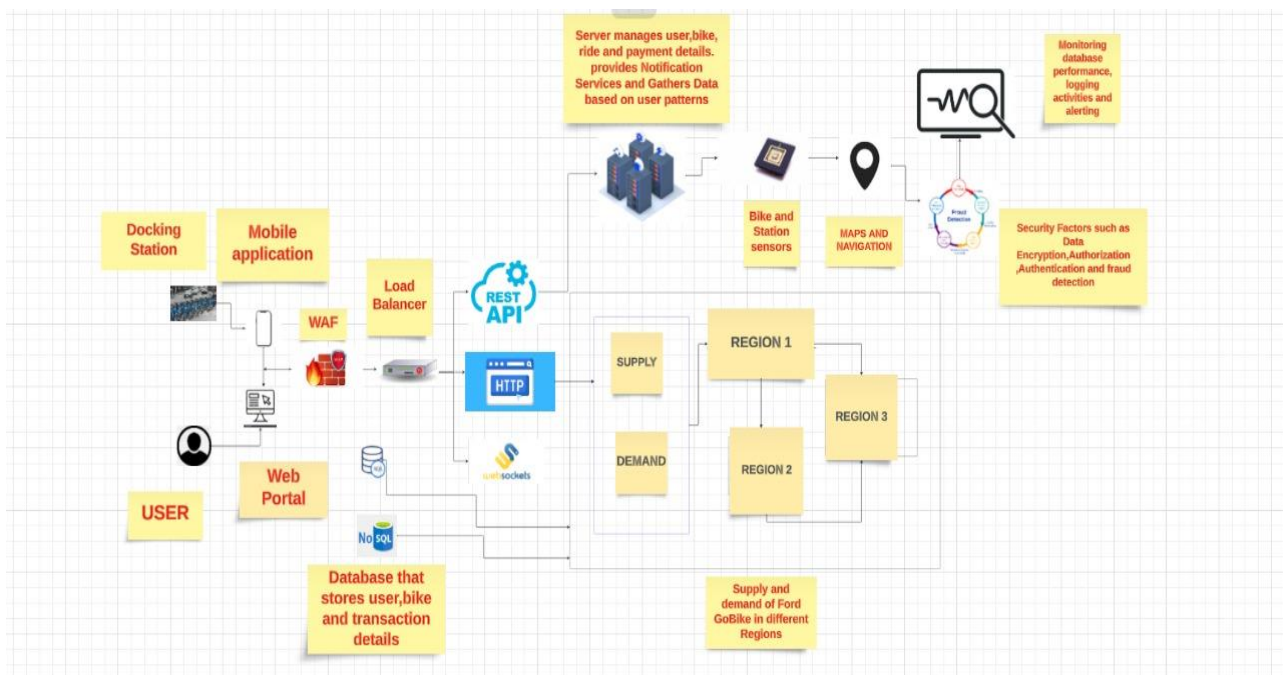 Server manages user,bike,
ride and payment details.
provides Notification
Services and Gathers Data
based on user patterns
Monitoring
database
performance,
logging
activities and
alerting
Docking
Station
Mobile
application
Load
Balancer
WAF
REST
API
Bike and
Station
sensors
MAPS AND
NAVIGATION
Fraud
Detection
Security Factors such as
Data
Encryption,Authorization
,Authentication and fraud
detection
HTTP
SUPPLY
DEMAND
REGION 1
REGION 2
REGION 3
websockets
USER
Web
Portal
No SQL
Database that
stores user,bike
and transaction
details
Supply and
demand of Ford
GoBike in different
Regions